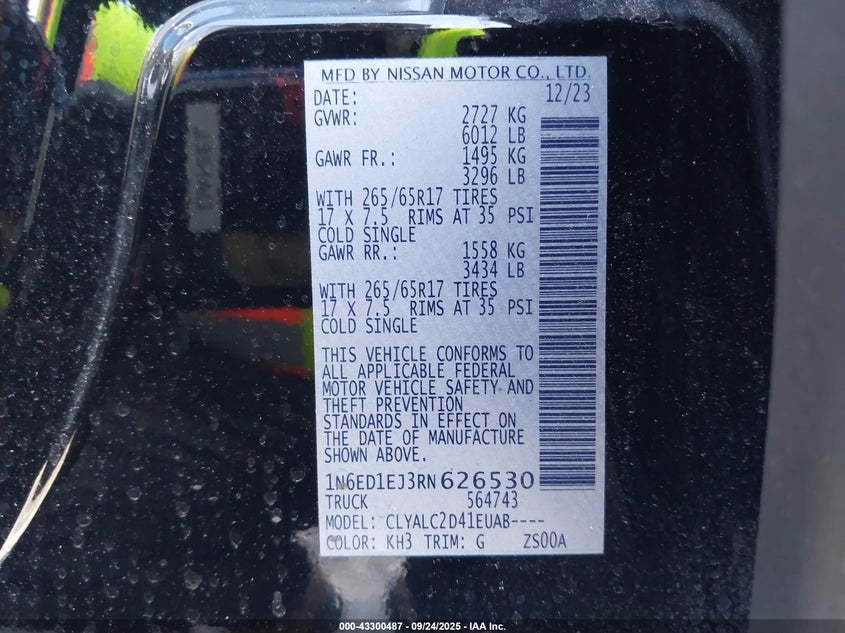 MFD BY NISSAN MOTOR CO., LTD.
DATE: 12/23
GVWR: 2727 KG
6012 LB
GAWR FR.: 1495 KG
3296 LB
WITH 265/65R17 TIRES
17 X 7.5 RIMS AT 35 PSI
COLD SINGLE
GAWR RR.: 1558 KG
3434 LB
WITH 265/65R17 TIRES
17 X 7.5 RIMS AT 35 PSI
COLD SINGLE
THIS VEHICLE CONFORMS TO
ALL APPLICABLE FEDERAL
MOTOR VEHICLE SAFETY AND
THEFT PREVENTION
STANDARDS IN EFFECT ON
THE DATE OF MANUFACTURE
SHOWN ABOVE.
1N6ED1EJ3RN626530
TRUCK 564743
MODEL: CLYALC2D41EUAB----
COLOR: KH3 TRIM: G ZS00A
000-43300487 - 09/24/2025 - IAA Inc.